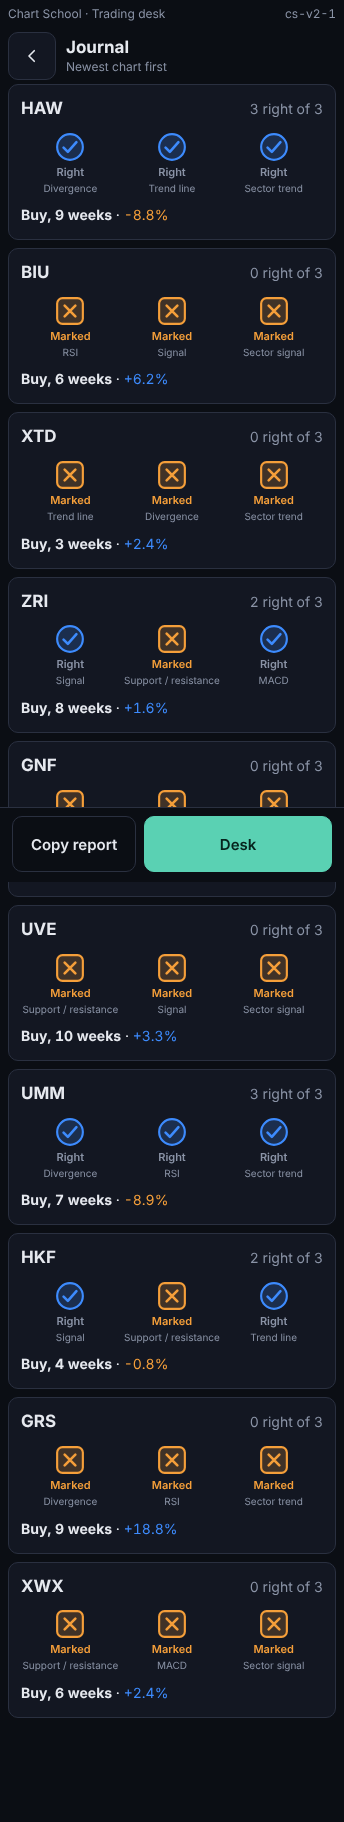 Chart School · Trading desk cs-v2-1
Journal
Newest chart first
HAW 3 right of 3
Right Right Right
Divergence Trend line Sector trend
Buy, 9 weeks · -8.8%
BIU 0 right of 3
Marked Marked Marked
RSI Signal Sector signal
Buy, 6 weeks · +6.2%
XTD 0 right of 3
Marked Marked Marked
Trend line Divergence Sector trend
Buy, 3 weeks · +2.4%
ZRI 2 right of 3
Right Marked Right
Signal Support / resistance MACD
Buy, 8 weeks · +1.6%
GNF 0 right of 3
Copy report Desk
UVE 0 right of 3
Marked Marked Marked
Support / resistance Signal Sector signal
Buy, 10 weeks · +3.3%
UMM 3 right of 3
Right Right Right
Divergence RSI Sector trend
Buy, 7 weeks · -8.9%
HKF 2 right of 3
Right Marked Right
Signal Support / resistance Trend line
Buy, 4 weeks · -0.8%
GRS 0 right of 3
Marked Marked Marked
Divergence RSI Sector trend
Buy, 9 weeks · +18.8%
XWX 0 right of 3
Marked Marked Marked
Support / resistance MACD Sector signal
Buy, 6 weeks · +2.4%